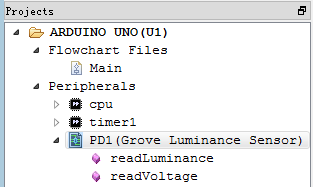 Projects
ARDUINO UNO(U1)
Flowchart Files
Main
Peripherals
cpu
timer1
PD1(Grove Luminance Sensor)
readLuminance
readVoltage